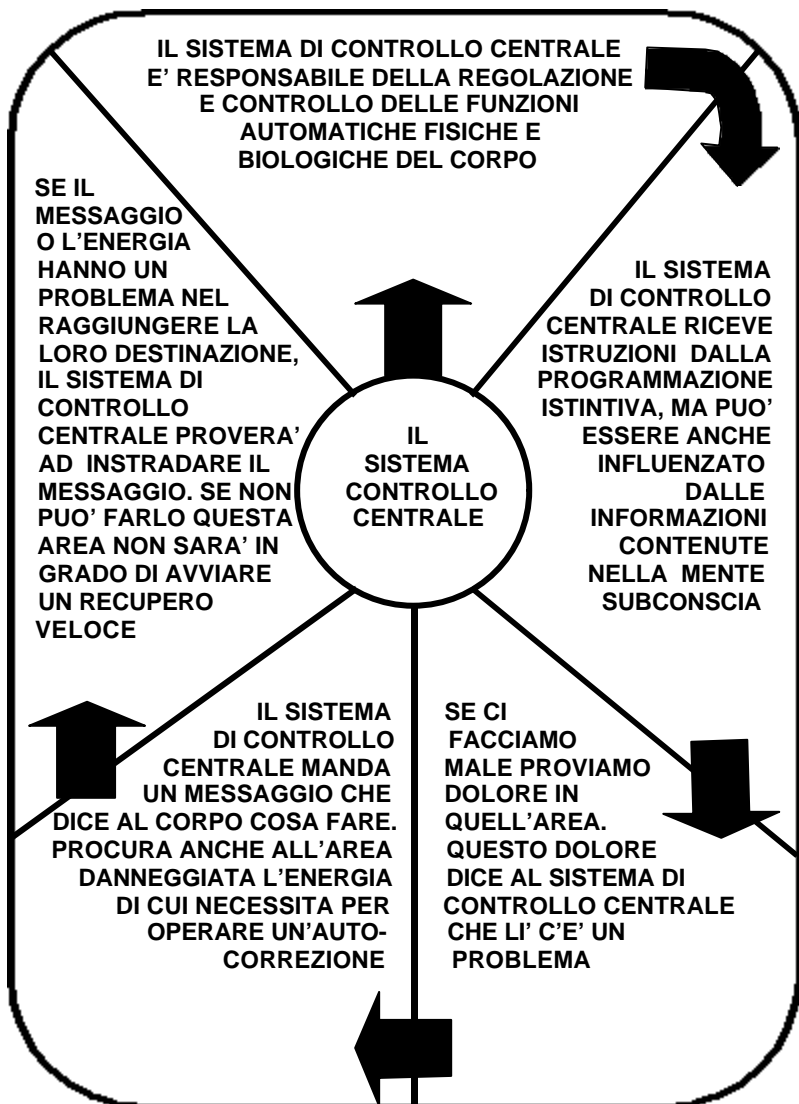 IL SISTEMA DI CONTROLLO CENTRALE
E' RESPONSABILE DELLA REGOLAZIONE
E CONTROLLO DELLE FUNZIONI
AUTOMATICHE FISICHE E
BIOLOGICHE DEL CORPO
IL SISTEMA
DI CONTROLLO
CENTRALE RICEVE
ISTRUZIONI DALLA
PROGRAMMAZIONE
ISTINTIVA, MA PUO'
ESSERE ANCHE
INFLUENZATO
DALLE
INFORMAZIONI
CONTENUTE
NELLA MENTE
SUBCONSCIA
SE CI
FACCIAMO
MALE PROVIAMO
DOLORE IN
QUELL'AREA.
QUESTO DOLORE
DICE AL SISTEMA DI
CONTROLLO CENTRALE
CHE LI' C'E' UN
PROBLEMA
IL SISTEMA
DI CONTROLLO
CENTRALE MANDA
UN MESSAGGIO CHE
DICE AL CORPO COSA FARE.
PROCURA ANCHE ALL'AREA
DANNEGGIATA L'ENERGIA
DI CUI NECESSITA PER
OPERARE UN'AUTO-
CORREZIONE
SE IL
MESSAGGIO
O L'ENERGIA
HANNO UN
PROBLEMA NEL
RAGGIUNGERE LA
LORO DESTINAZIONE,
IL SISTEMA DI
CONTROLLO
CENTRALE PROVERA'
AD INSTRADARE IL
MESSAGGIO. SE NON
PUO' FARLO QUESTA
AREA NON SARA' IN
GRADO DI AVVIARE
UN RECUPERO
VELOCE
IL
SISTEMA
CONTROLLO
CENTRALE